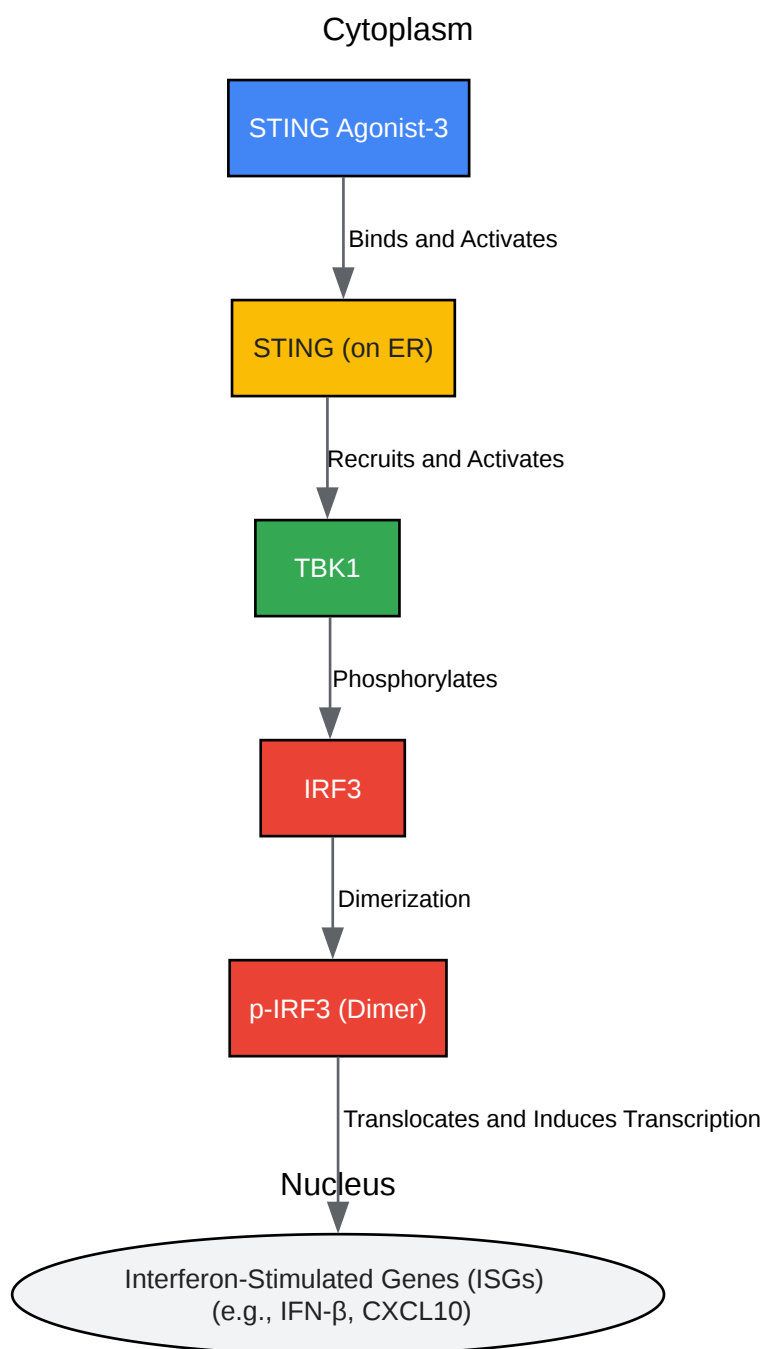 Cytoplasm
STING Agonist-3
Binds and Activates
STING (on ER)
Recruits and Activates
TBK1
Phosphorylates
IRF3
Dimerization
p-IRF3 (Dimer)
Translocates and Induces Transcription
Nucleus
Interferon-Stimulated Genes (ISGs)
(e.g., IFN-β, CXCL10)